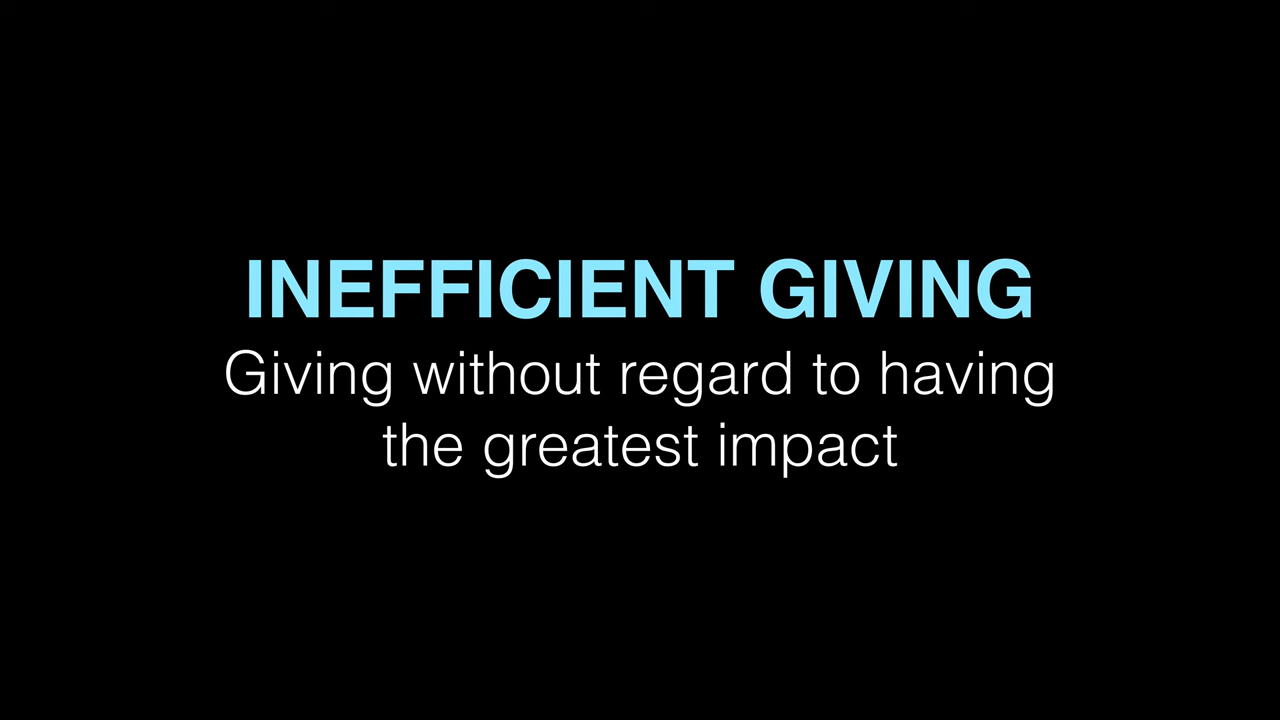 INEFFICIENT GIVING
Giving without regard to having
the greatest impact